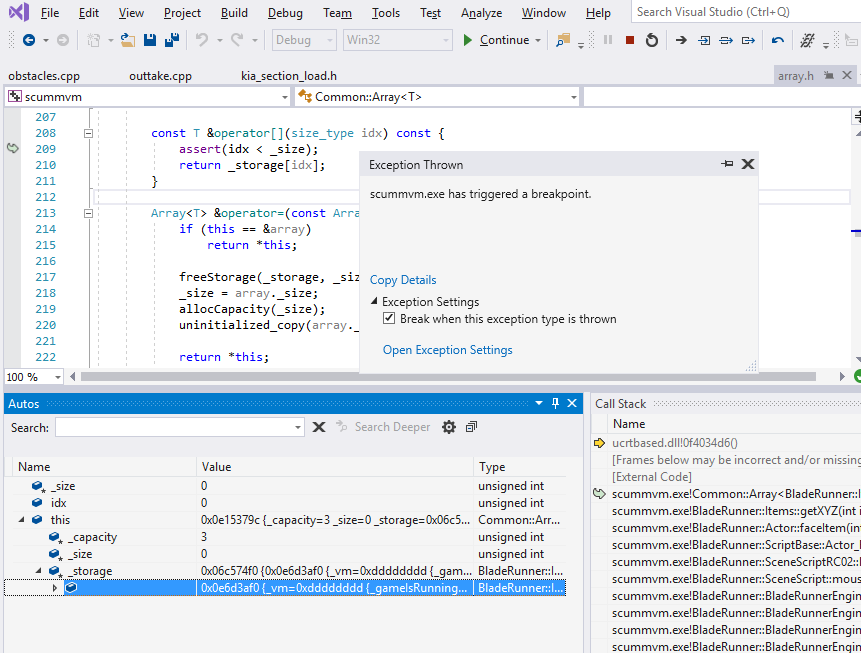 File Edit View Project Build Debug Team Tools Test Analyze Window Help Search Visual Studio (Ctrl+Q)
Debug Win32 Continue
obstacles.cpp outtake.cpp kia_section_load.h array.h
scummvm Common::Array<T>
207
208 const T &operator[](size_type idx) const {
209 assert(idx < _size);
210 return _storage[idx];
211 }
212
213 Array<T> &operator=(const Arra
214 if (this == &array)
215 return *this;
216
217 freeStorage(_storage, _siz
218 _size = array._size;
219 allocCapacity(_size);
220 uninitialized_copy(array._
221
222 return *this;
Exception Thrown
scummvm.exe has triggered a breakpoint.
Copy Details
Exception Settings
Break when this exception type is thrown
Open Exception Settings
100 %
Autos
Search: Search Deeper
Name Value Type
_size 0 unsigned int
idx 0 unsigned int
this 0x0e15379c {_capacity=3 _size=0 _storage=0x06c5... Common::Arr...
_capacity 3 unsigned int
_size 0 unsigned int
_storage 0x06c574f0 {0x0e6d3af0 {_vm=0xdddddddd {_gam... BladeRunner::I...
0x0e6d3af0 {_vm=0xdddddddd {_gameIsRunning... BladeRunner::I...
Call Stack
Name
ucrtbased.dll!0f4034d6()
[Frames below may be incorrect and/or missing
[External Code]
scummvm.exe!Common::Array<BladeRunner::I
scummvm.exe!BladeRunner::Items::getXYZ(int i
scummvm.exe!BladeRunner::Actor::faceItem(in
scummvm.exe!BladeRunner::ScriptBase::Actor_
scummvm.exe!BladeRunner::SceneScriptRC02::
scummvm.exe!BladeRunner::SceneScript::mous
scummvm.exe!BladeRunner::BladeRunnerEngin
scummvm.exe!BladeRunner::BladeRunnerEngin
scummvm.exe!BladeRunner::BladeRunnerEngin